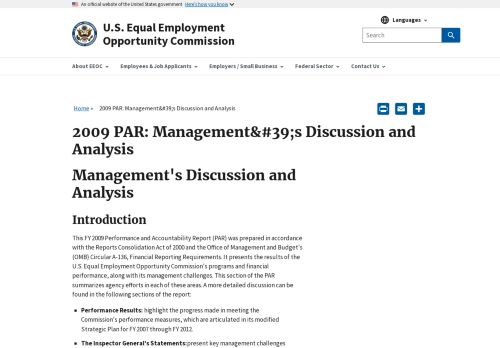 An official website of the United States government Here's how you know
U.S. Equal Employment
Opportunity Commission
Languages
Search
About EEOC
Employees & Job Applicants
Employers / Small Business
Federal Sector
Contact Us
Home » 2009 PAR: Management&#39;s Discussion and Analysis
2009 PAR: Management&#39;s Discussion and
Analysis
Management's Discussion and
Analysis
Introduction
This FY 2009 Performance and Accountability Report (PAR) was prepared in accordance
with the Reports Consolidation Act of 2000 and the Office of Management and Budget's
(OMB) Circular A-136, Financial Reporting Requirements. It presents the results of the
U.S. Equal Employment Opportunity Commission's programs and financial
performance, along with its management challenges. This section of the PAR
summarizes agency efforts in each of these areas. A more detailed discussion can be
found in the following sections of the report:
Performance Results: highlight the progress made in meeting the
Commission's performance measures, which are articulated in its modified
Strategic Plan for FY 2007 through FY 2012.
The Inspector General's Statements: present key management challenges